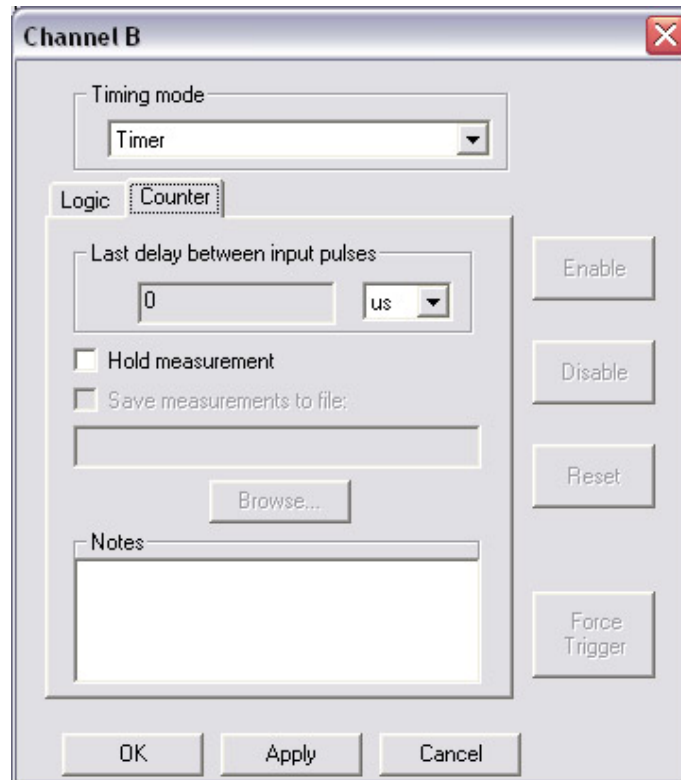 Channel B
Timing mode
Timer
Logic Counter
Last delay between input pulses
0 us
Enable
Hold measurement
Disable
Save measurements to file:
Reset
Browse...
Notes
Force
Trigger
OK Apply Cancel